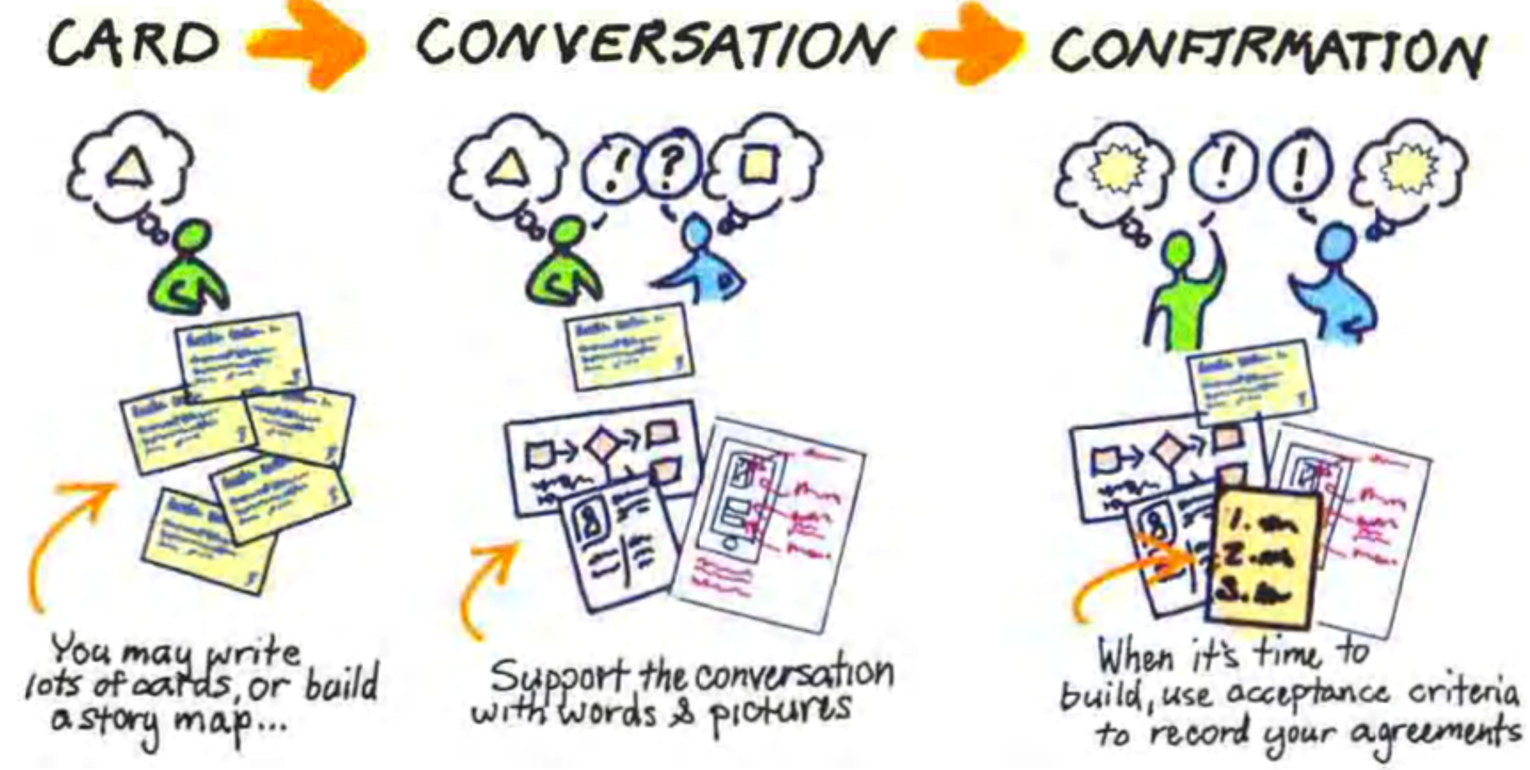 CARD
CONVERSATION
CONFIRMATION
! ?
! !
You may write
lots of cards, or build
a story map...
Support the conversation
with words & pictures
1.
2.
3.
When it's time to
build, use acceptance criteria
to record your agreements